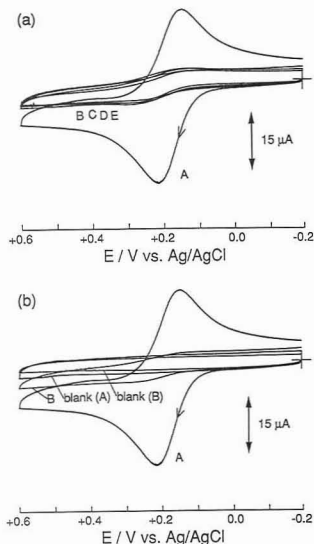 (a)
B C D E
15 μA
A
+0.6 +0.4 +0.2 0.0 -0.2
E / V vs. Ag/AgCl
(b)
B blank (A) blank (B)
15 μA
A
+0.6 +0.4 +0.2 0.0 -0.2
E / V vs. Ag/AgCl